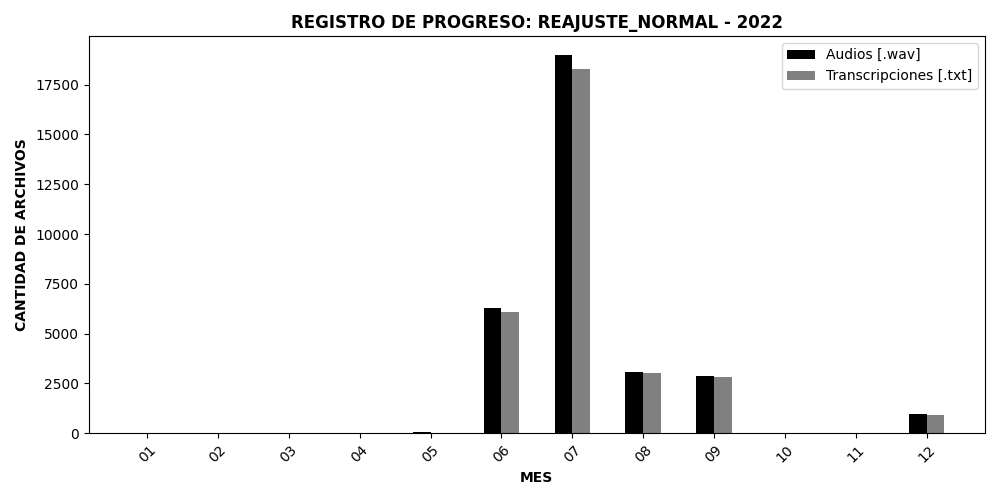 REGISTRO DE PROGRESO: REAJUSTE_NORMAL - 2022
Audios [.wav]
Transcripciones [.txt]
CANTIDAD DE ARCHIVOS
17500
15000
12500
10000
7500
5000
2500
0
01 02 03 04 05 06 07 08 09 10 11 12
MES